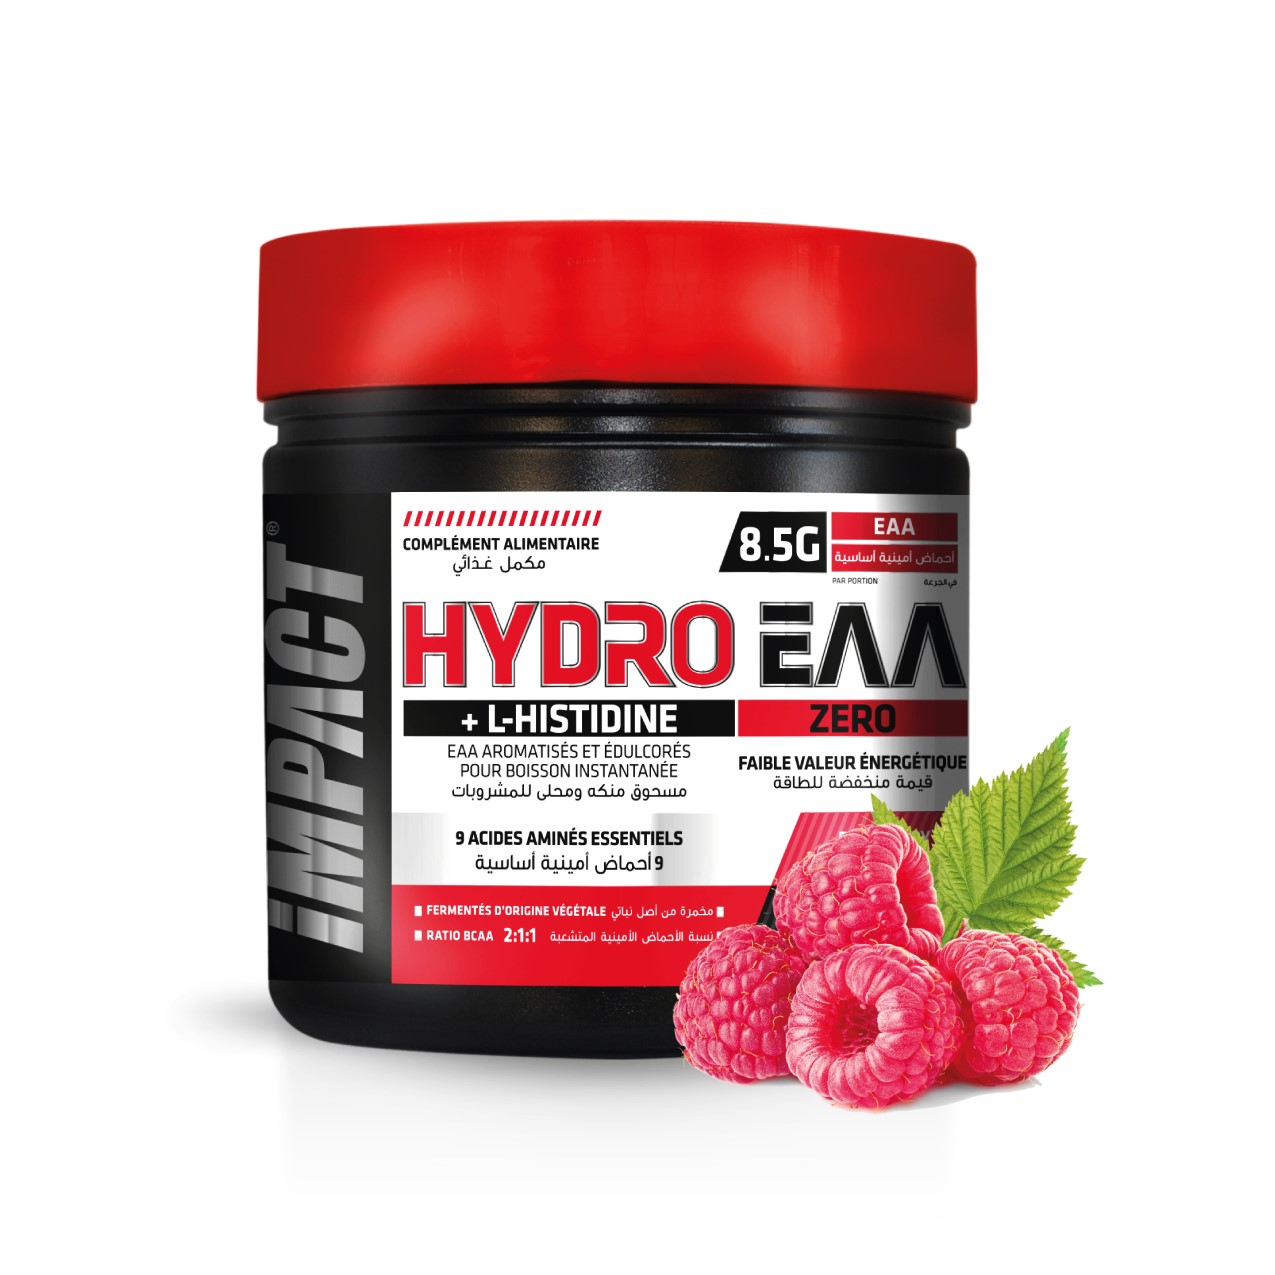 IMPACT®
COMPLÉMENT ALIMENTAIRE
مكمل غذائي
8.5G
EAA
أحماض أمينية أساسية
PAR PORTION
في الجرعة
HYDRO EAA
+ L-HISTIDINE
ZERO
EAA AROMATISÉS ET ÉDULCORÉS
POUR BOISSON INSTANTANÉE
مسحوق منكه ومحلى للمشروبات
FAIBLE VALEUR ÉNERGÉTIQUE
قيمة منخفضة للطاقة
9 ACIDES AMINÉS ESSENTIELS
9 أحماض أمينية أساسية
FERMENTÉS D'ORIGINE VÉGÉTALE مخمرة من أصل نباتي
RATIO BCAA 2:1:1 نسبة الأحماض الأمينية المتشعبة